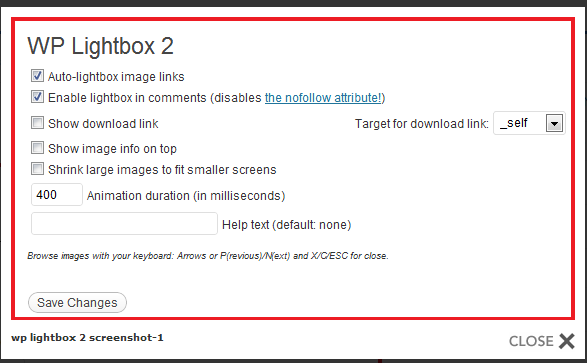 WP Lightbox 2
Auto-lightbox image links
Enable lightbox in comments (disables the nofollow attribute!)
Show download link Target for download link: _self
Show image info on top
Shrink large images to fit smaller screens
400 Animation duration (in milliseconds)
Help text (default: none)
Browse images with your keyboard: Arrows or P(revious)/N(ext) and X/C/ESC for close.
Save Changes
wp lightbox 2 screenshot-1
CLOSE X